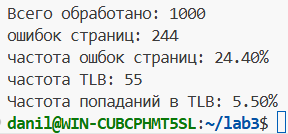 Всего обработано: 1000
ошибок страниц: 244
частота ошбок страниц: 24.40%
частота TLB: 55
Частота попаданий в TLB: 5.50%
danil@WIN-CUBCPHMT5SL:~/lab3$